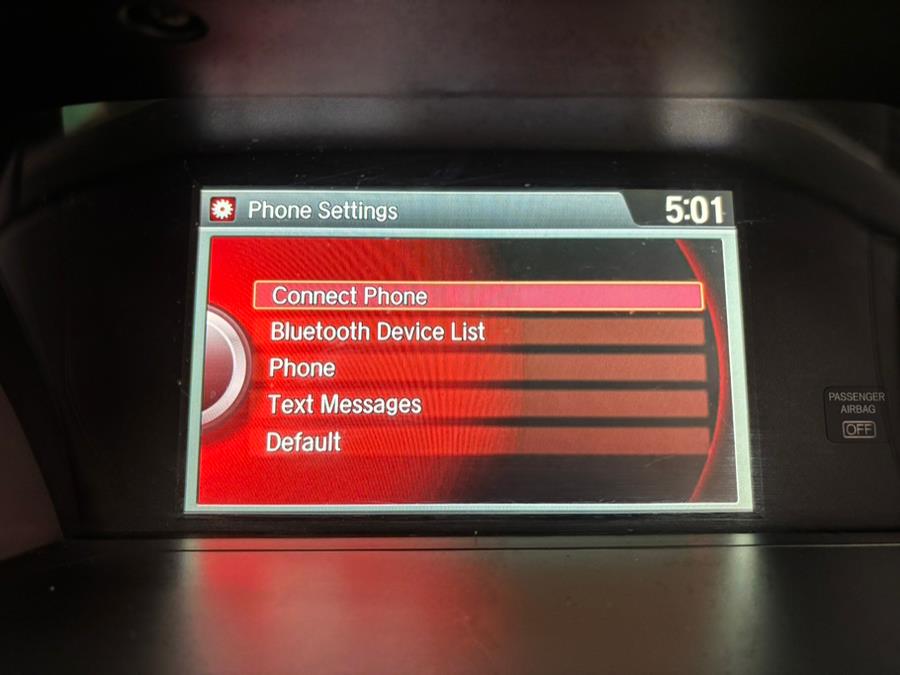 Phone Settings
5:01
Connect Phone
Bluetooth Device List
Phone
Text Messages
Default
PASSENGER
AIRBAG
OFF